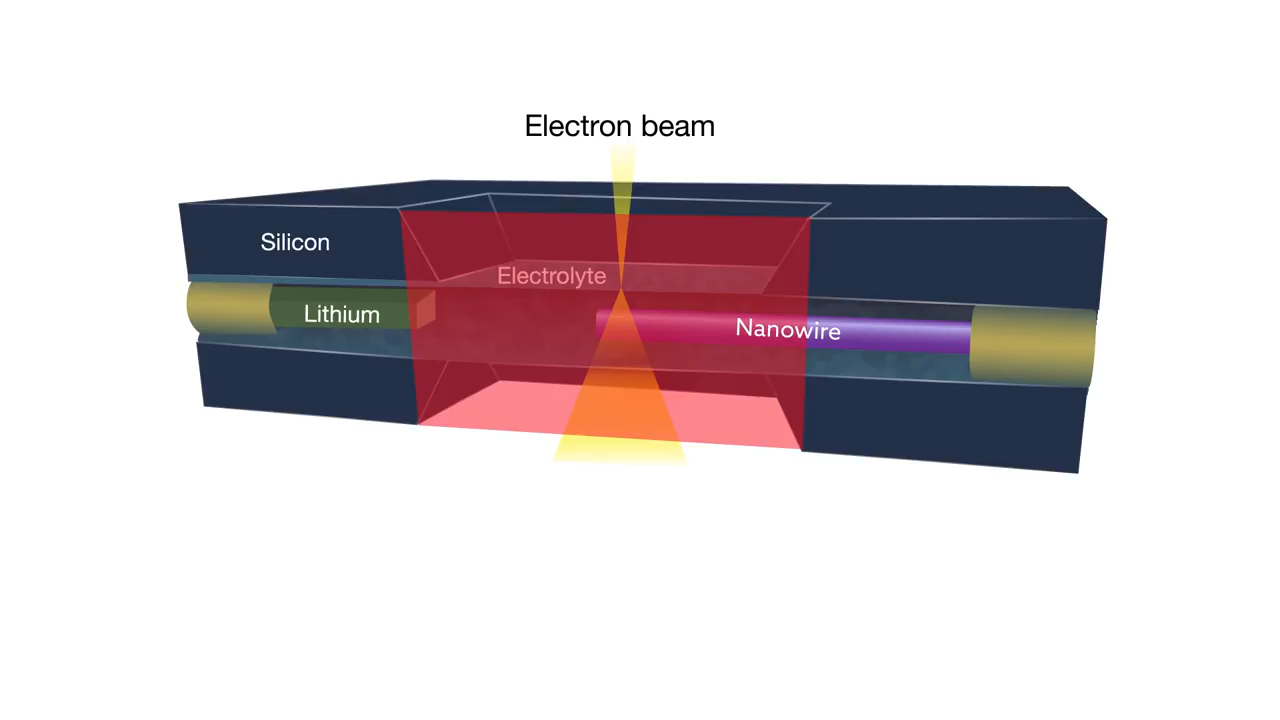 Electron beam
Silicon
Electrolyte
Lithium
Nanowire